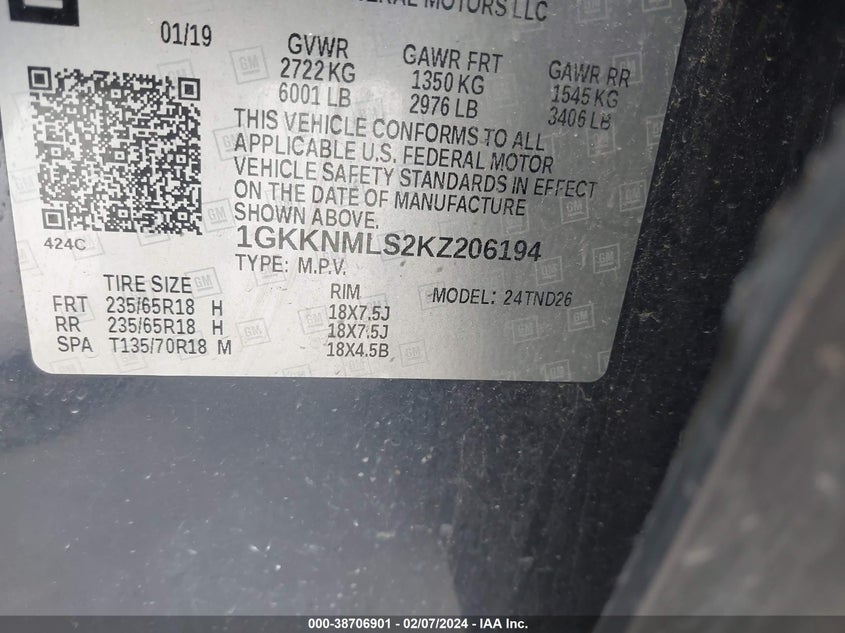 GENERAL MOTORS LLC
01/19
GVWR
2722 KG
6001 LB
GAWR FRT
1350 KG
2976 LB
GAWR RR
1545 KG
3406 LB
THIS VEHICLE CONFORMS TO ALL
APPLICABLE U.S. FEDERAL MOTOR
VEHICLE SAFETY STANDARDS IN EFFECT
ON THE DATE OF MANUFACTURE
SHOWN ABOVE.
424C
1GKKNMLS2KZ206194
TYPE: M.P.V.
TIRE SIZE RIM MODEL: 24TND26
FRT 235/65R18 H 18X7.5J
RR 235/65R18 H 18X7.5J
SPA T135/70R18 M 18X4.5B
000-38706901 - 02/07/2024 - IAA Inc.